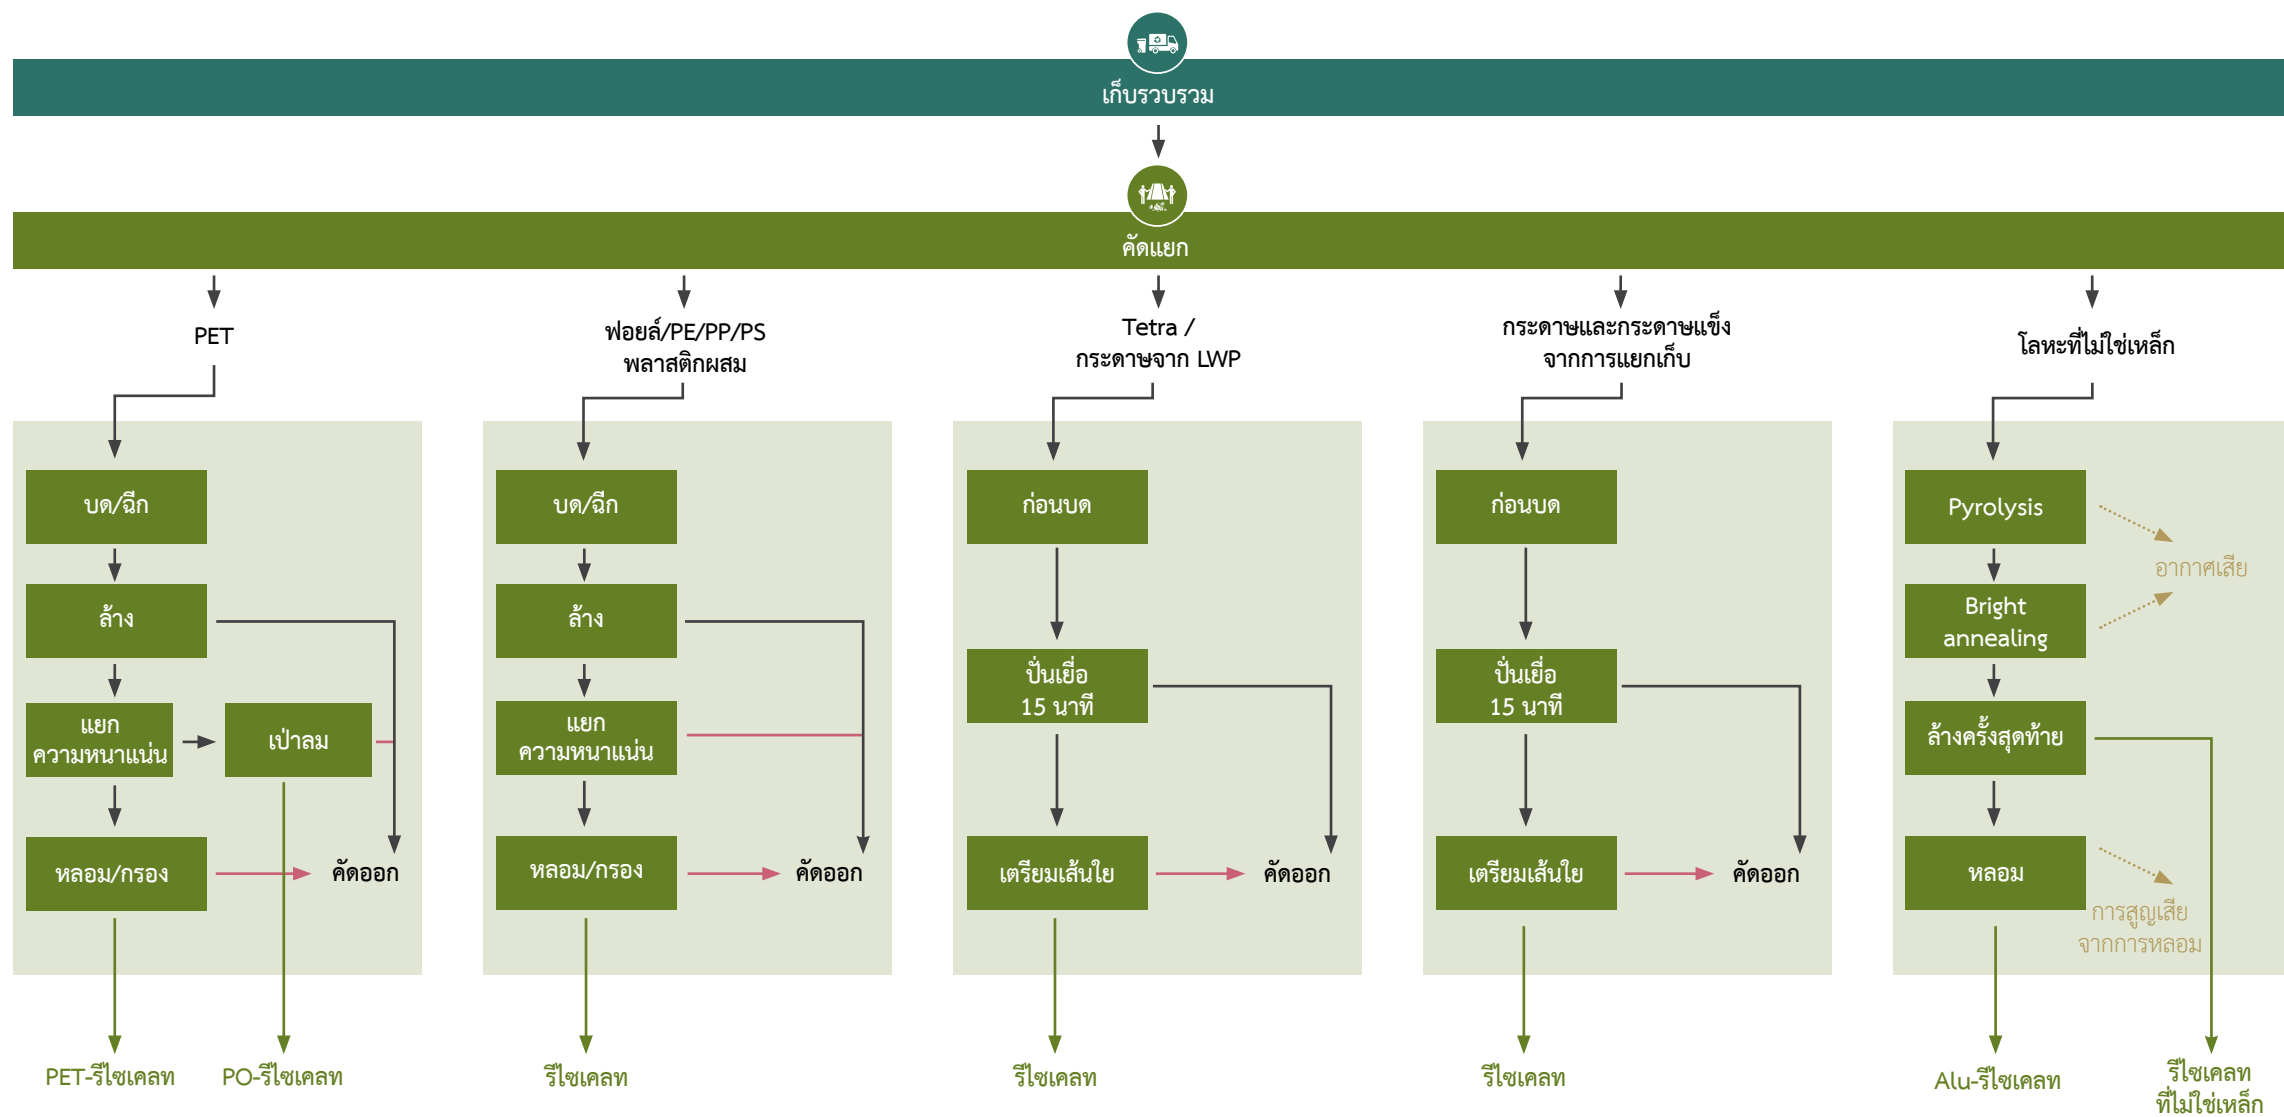 เก็บรวบรวม
คัดแยก
PET
ฟอยล์/PE/PP/PS
พลาสติกผสม
Tetra /
กระดาษจาก LWP
กระดาษและกระดาษแข็ง
จากการแยกเก็บ
โลหะที่ไม่ใช่เหล็ก
บด/ฉีก
ล้าง
แยก
ความหนาแน่น
เป่าลม
หลอม/กรอง
คัดออก
PET-รีไซเคลท
PO-รีไซเคลท
บด/ฉีก
ล้าง
แยก
ความหนาแน่น
หลอม/กรอง
คัดออก
รีไซเคลท
ก่อนบด
ปั่นเยื่อ
15 นาที
เตรียมเส้นใย
คัดออก
รีไซเคลท
ก่อนบด
ปั่นเยื่อ
15 นาที
เตรียมเส้นใย
คัดออก
รีไซเคลท
Pyrolysis
อากาศเสีย
Bright
annealing
ล้างครั้งสุดท้าย
หลอม
การสูญเสีย
จากการหลอม
Alu-รีไซเคลท
รีไซเคลท
ที่ไม่ใช่เหล็ก